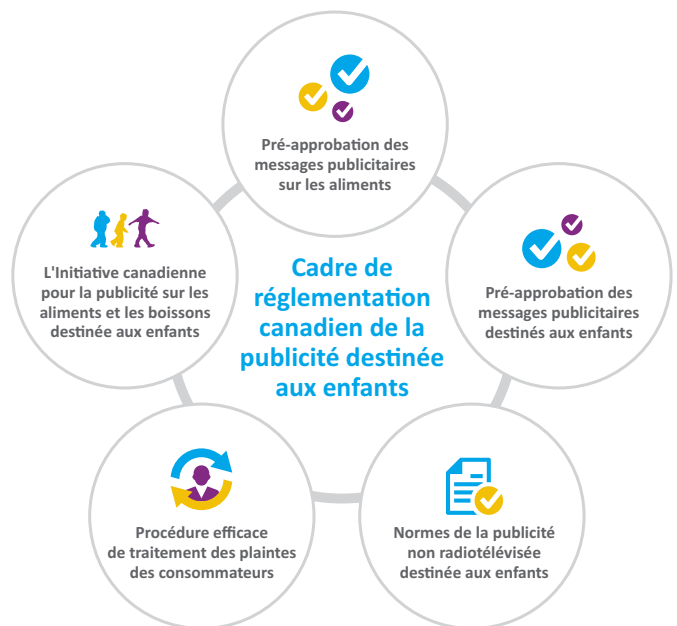 Pré-approbation des
messages publicitaires
sur les aliments
L'Initiative canadienne
pour la publicité sur les
aliments et les boissons
destinée aux enfants
Cadre de
réglementation
canadien de la
publicité destinée
aux enfants
Pré-approbation des
messages publicitaires
destinés aux enfants
Procédure efficace
de traitement des plaintes
des consommateurs
Normes de la publicité
non radiotélévisée
destinée aux enfants